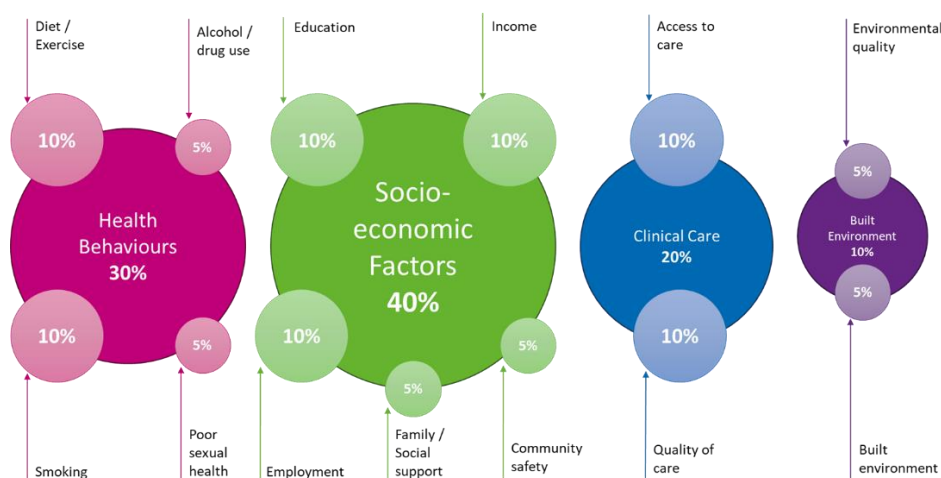 Diet /
Exercise
Alcohol /
drug use
Education
Income
Access to
care
Environmental
quality
10%
5%
10%
10%
10%
5%
Health
Behaviours
30%
Socio-
economic
Factors
40%
Clinical Care
20%
Built
Environment
10%
10%
5%
10%
5%
5%
10%
5%
Smoking
Poor
sexual
health
Employment
Family /
Social
support
Community
safety
Quality of
care
Built
environment